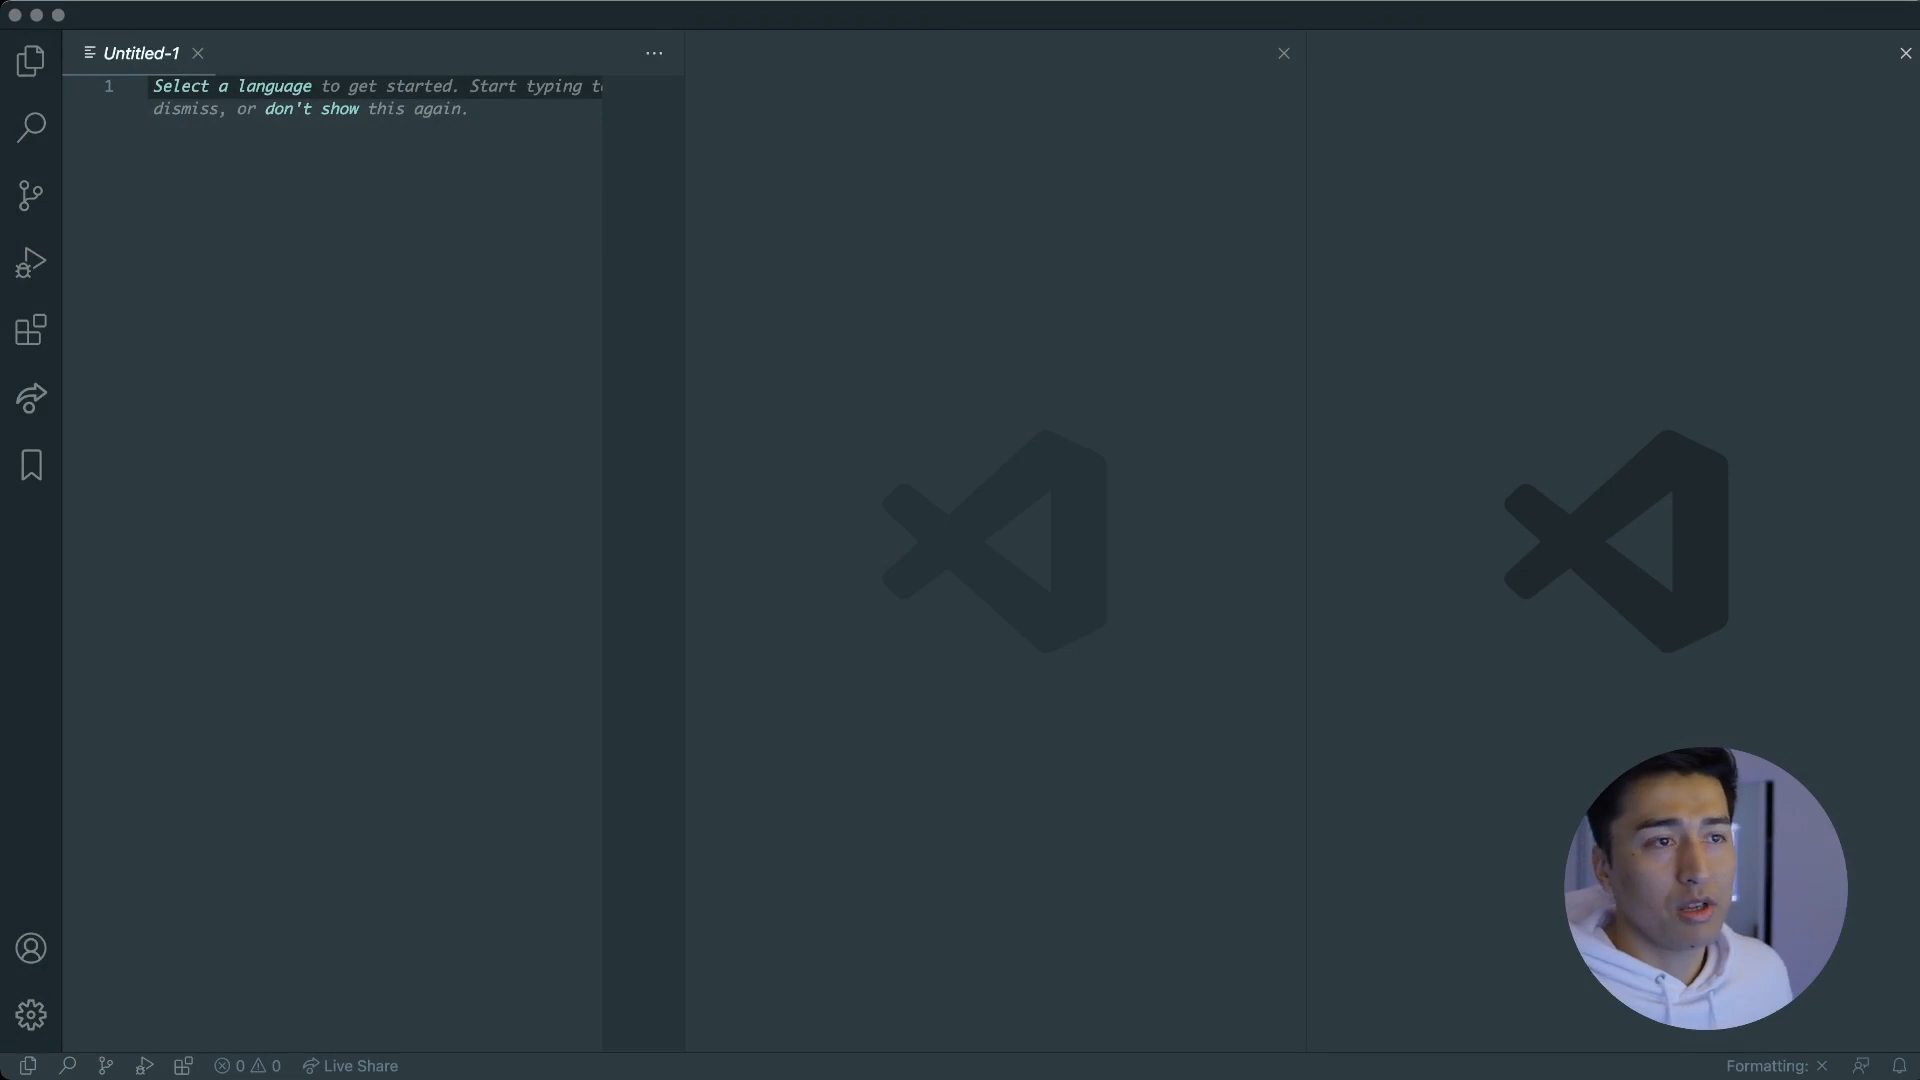 Untitled-1
1 Select a language to get started. Start typing t
dismiss, or don't show this again.
0 0 Live Share
Formatting: